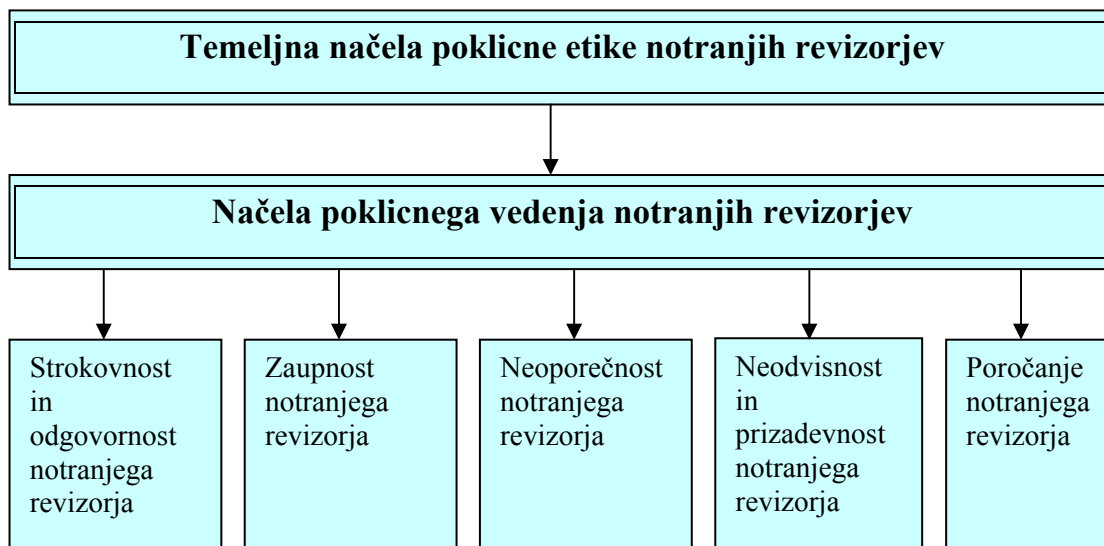 Temeljna načela poklicne etike notranjih revizorjev
Načela poklicnega vedenja notranjih revizorjev
Strokovnost
in
odgovornost
notranjega
revizorja
Zaupnost
notranjega
revizorja
Neoporečnost
notranjega
revizorja
Neodvisnost
in
prizadevnost
notranjega
revizorja
Poročanje
notranjega
revizorja